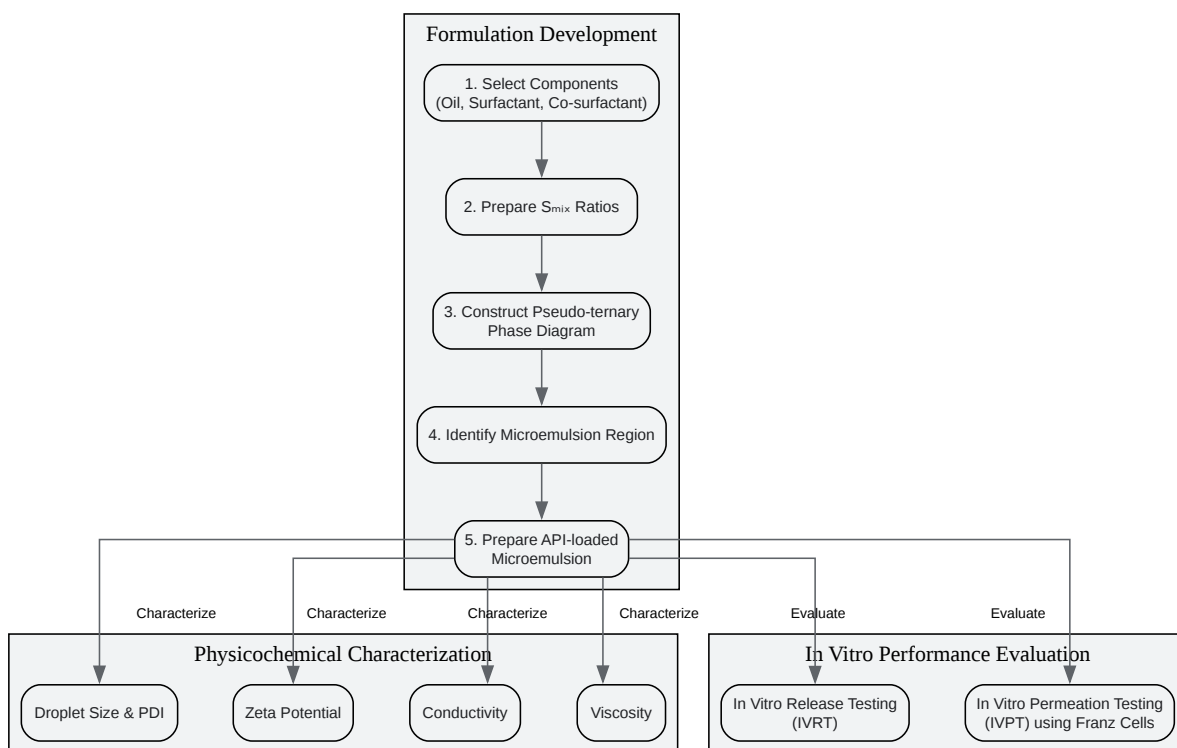 Formulation Development
1. Select Components
(Oil, Surfactant, Co-surfactant)
2. Prepare Sₘᵢₓ Ratios
3. Construct Pseudo-ternary
Phase Diagram
4. Identify Microemulsion Region
5. Prepare API-loaded
Microemulsion
Characterize
Characterize
Characterize
Characterize
Evaluate
Evaluate
Physicochemical Characterization
Droplet Size & PDI
Zeta Potential
Conductivity
Viscosity
In Vitro Performance Evaluation
In Vitro Release Testing
(IVRT)
In Vitro Permeation Testing
(IVPT) using Franz Cells